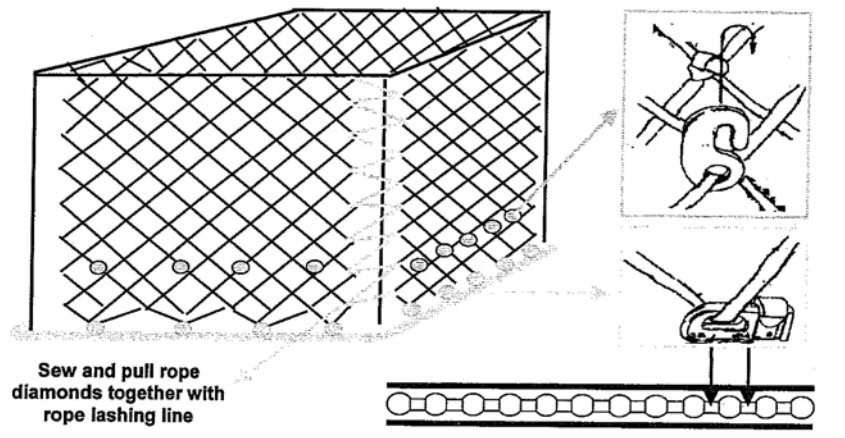 Sew and pull rope
diamonds together with
rope lashing line